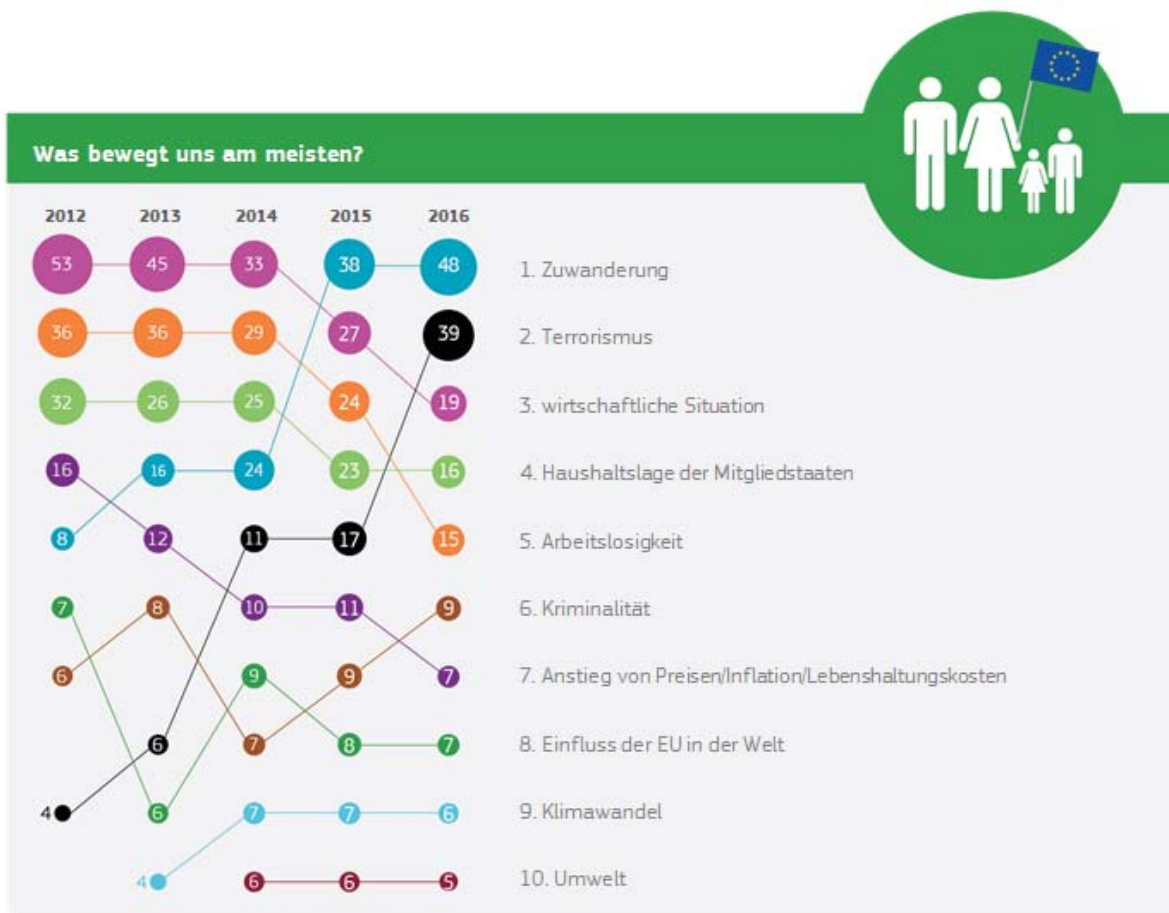 Was bewegt uns am meisten?
2012 2013 2014 2015 2016
53 45 33 38 48 1. Zuwanderung
36 36 29 27 39 2. Terrorismus
32 26 25 24 19 3. wirtschaftliche Situation
16 16 24 23 16 4. Haushaltslage der Mitgliedstaaten
8 12 11 17 15 5. Arbeitslosigkeit
7 8 10 11 9 6. Kriminalität
6 9 9 7 7. Anstieg von Preisen/Inflation/Lebenshaltungskosten
6 7 8 7 8. Einfluss der EU in der Welt
4 6 7 7 6 9. Klimawandel
4 6 6 5 10. Umwelt